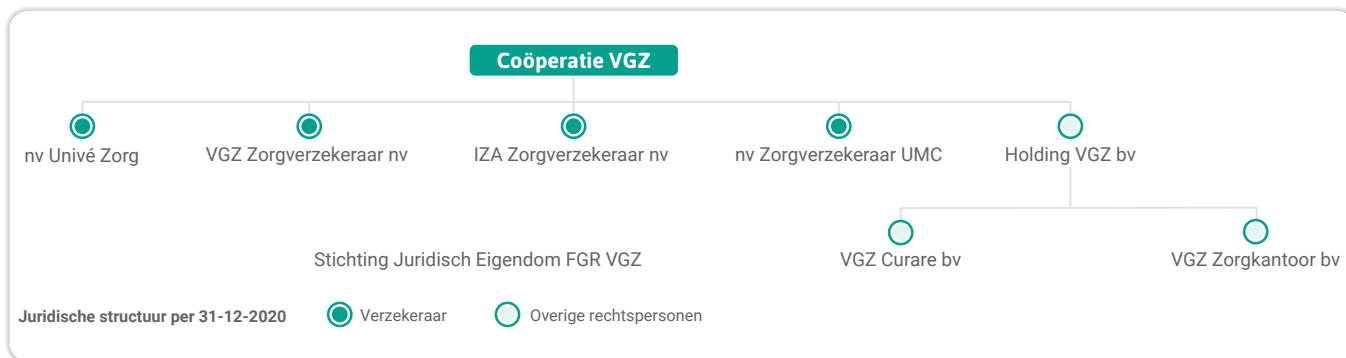 Coöperatie VGZ
nv Univé Zorg
VGZ Zorgverzekeraar nv
IZA Zorgverzekeraar nv
nv Zorgverzekeraar UMC
Holding VGZ bv
Stichting Juridisch Eigendom FGR VGZ
VGZ Curare bv
VGZ Zorgkantoor bv
Juridische structuur per 31-12-2020
Verzekeraar
Overige rechtspersonen